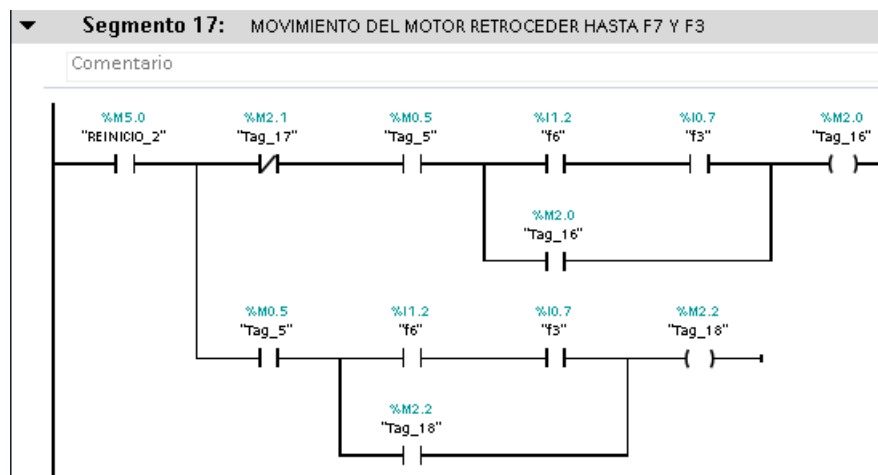 Segmento 17: MOVIMIENTO DEL MOTOR RETROCEDER HASTA F7 Y F3
Comentario
%M5.0 %M2.1 %M0.5 %I1.2 %I0.7 %M2.0
"REINICIO_2" "Tag_17" "Tag_5" "f6" "f3" "Tag_16"
%M2.0
"Tag_16"
%M0.5 %I1.2 %I0.7 %M2.2
"Tag_5" "f6" "f3" "Tag_18"
%M2.2
"Tag_18"